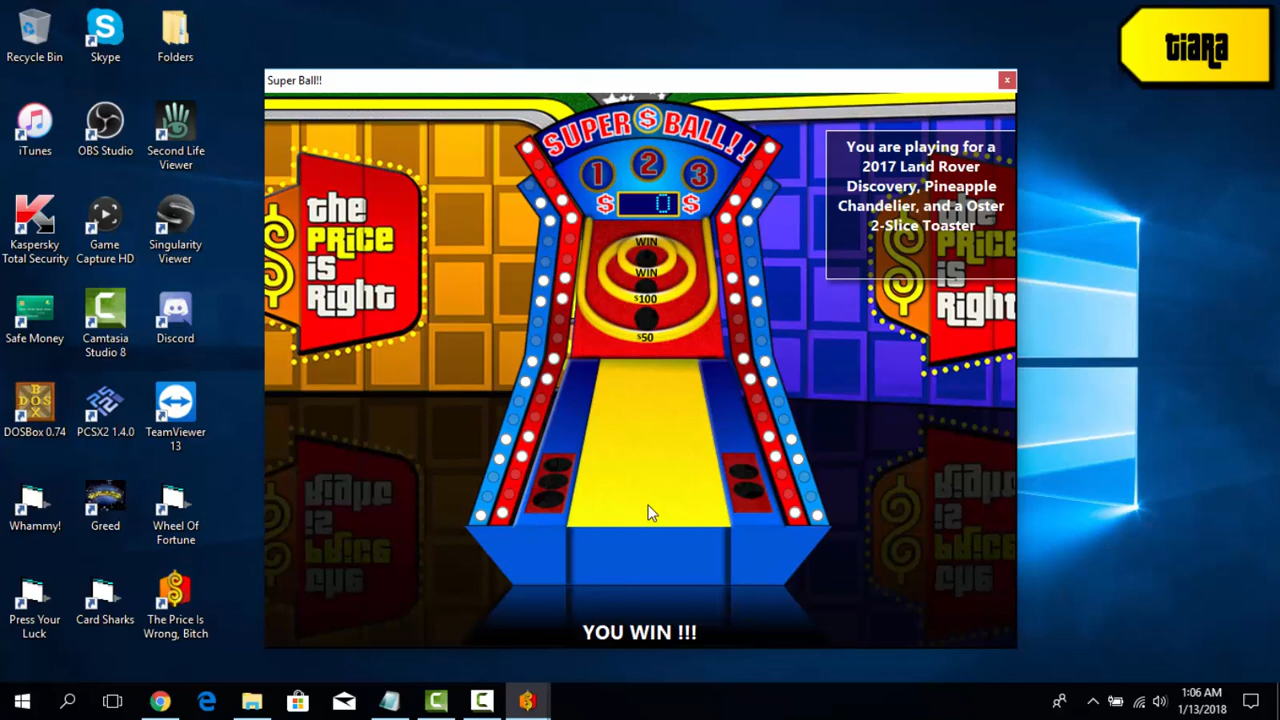 Recycle Bin
Skype
Folders
tiara
Super Ball!!
iTunes
OBS Studio
Second Life
Viewer
SUPER $ BALL!!
1 2 3
$ 0 $
You are playing for a
2017 Land Rover
Discovery, Pineapple
Chandelier, and a Oster
2-Slice Toaster
the
PRICE
is
Right
the
PRICE
is
Right
WIN
WIN
$100
$50
Kaspersky
Total Security
Game
Capture HD
Singularity
Viewer
Safe Money
Camtasia
Studio 8
Discord
DOSBox 0.74
PCSX2 1.4.0
TeamViewer
13
Whammy!
Greed
Wheel Of
Fortune
Press Your
Luck
Card Sharks
The Price Is
Wrong, Bitch
YOU WIN !!!
1:06 AM
1/13/2018